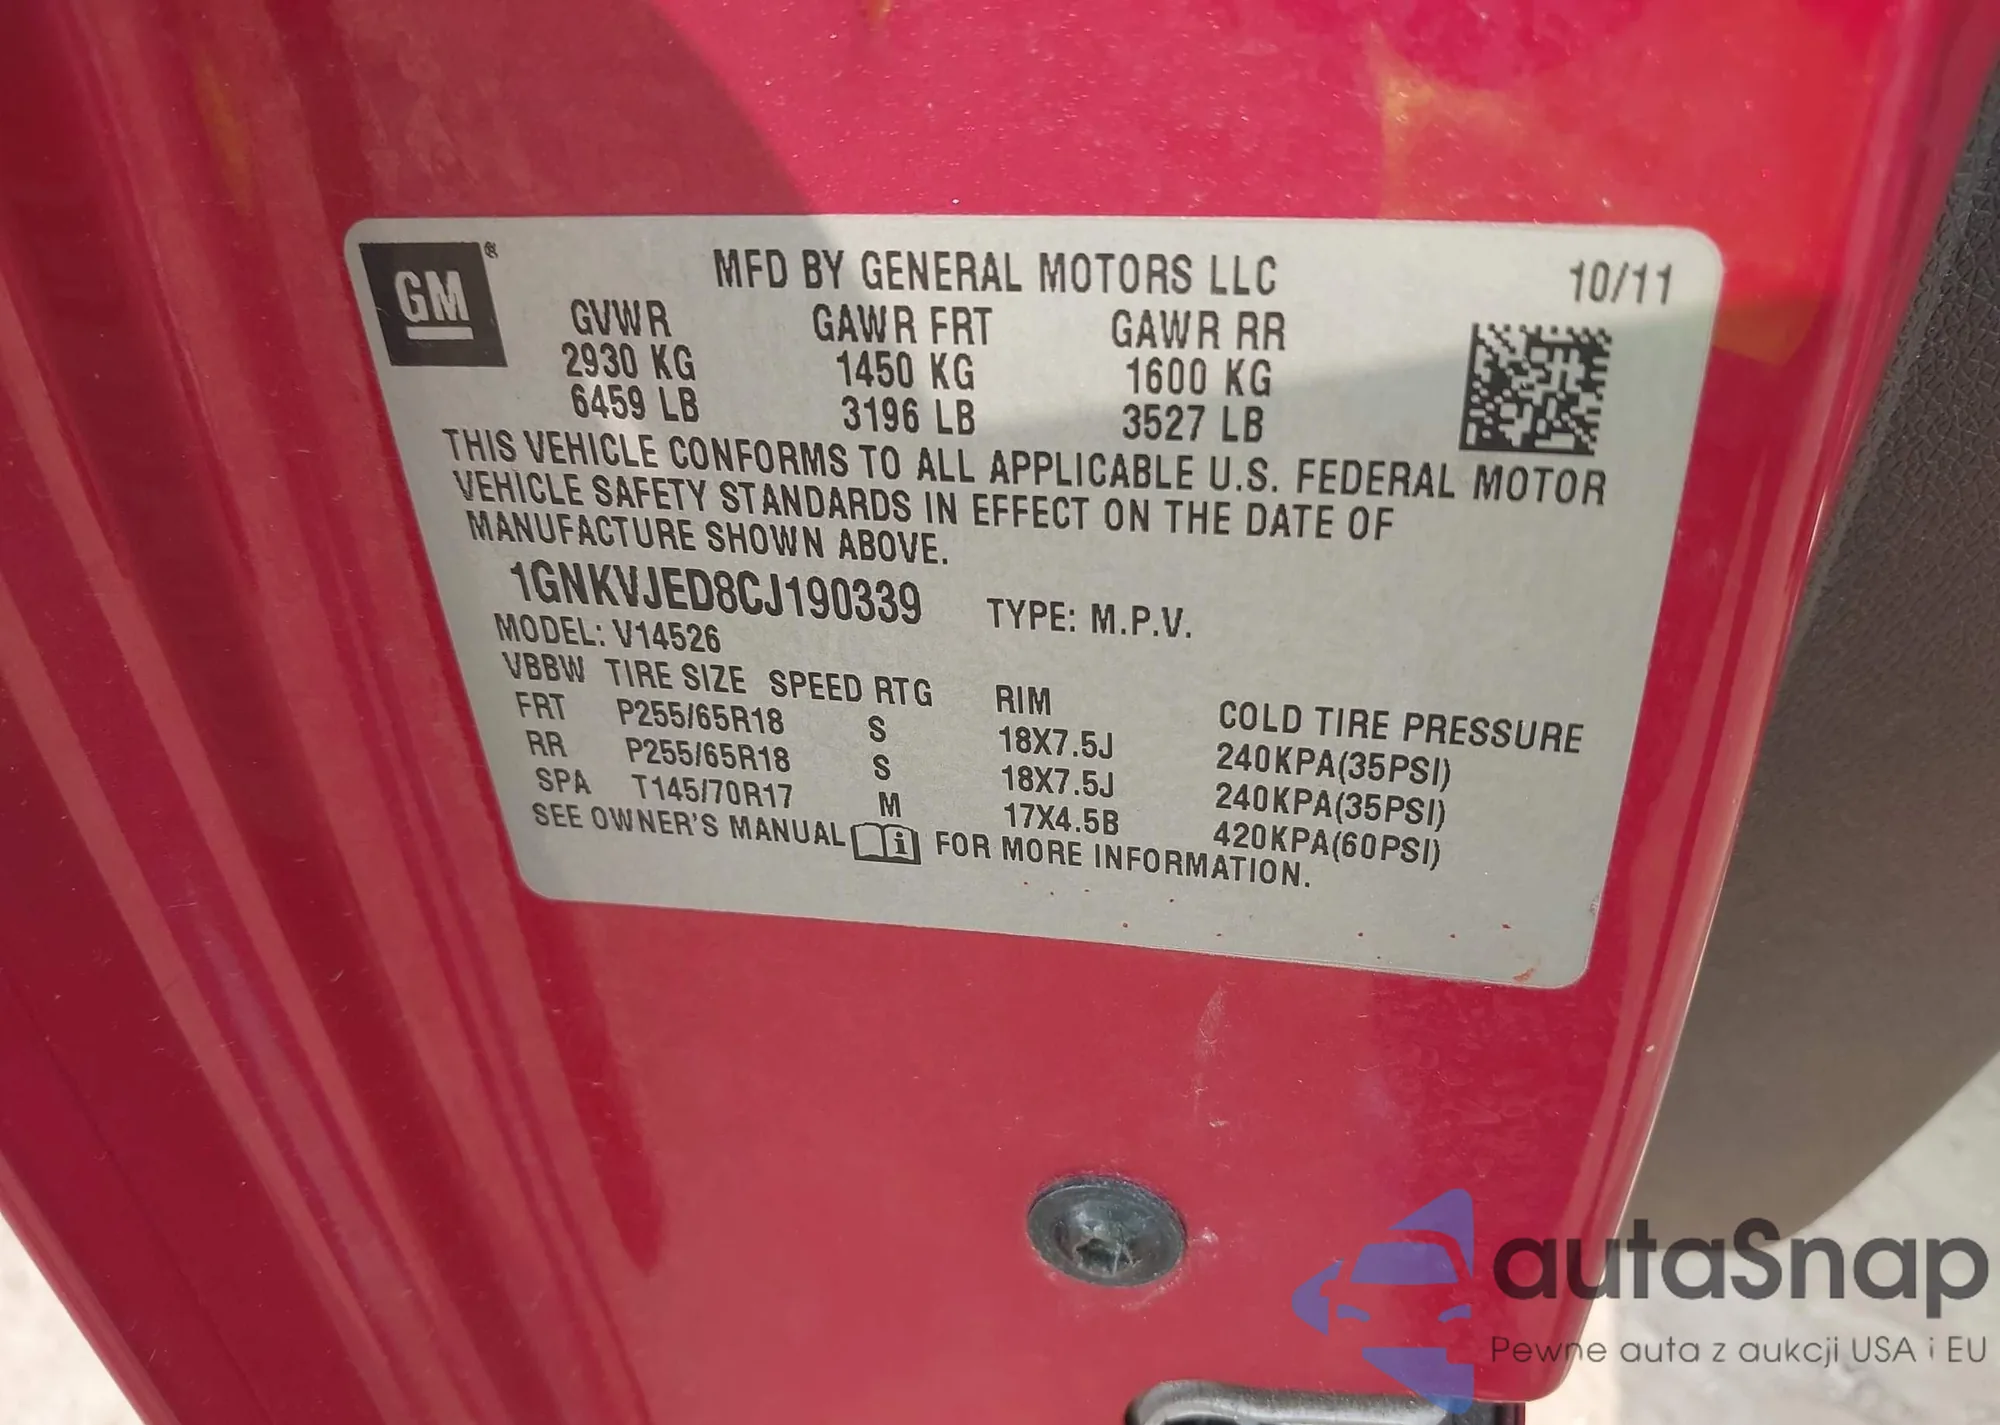 GM®
MFD BY GENERAL MOTORS LLC 10/11
GVWR GAWR FRT GAWR RR
2930 KG 1450 KG 1600 KG
6459 LB 3196 LB 3527 LB
THIS VEHICLE CONFORMS TO ALL APPLICABLE U.S. FEDERAL MOTOR
VEHICLE SAFETY STANDARDS IN EFFECT ON THE DATE OF
MANUFACTURE SHOWN ABOVE.
1GNKVJED8CJ190339 TYPE: M.P.V.
MODEL: V14526
VBBW TIRE SIZE SPEED RTG RIM COLD TIRE PRESSURE
FRT P255/65R18 S 18X7.5J 240KPA(35PSI)
RR P255/65R18 S 18X7.5J 240KPA(35PSI)
SPA T145/70R17 M 17X4.5B 420KPA(60PSI)
SEE OWNER'S MANUAL i FOR MORE INFORMATION.
autaSnap
Pewne auta z aukcji USA i EU